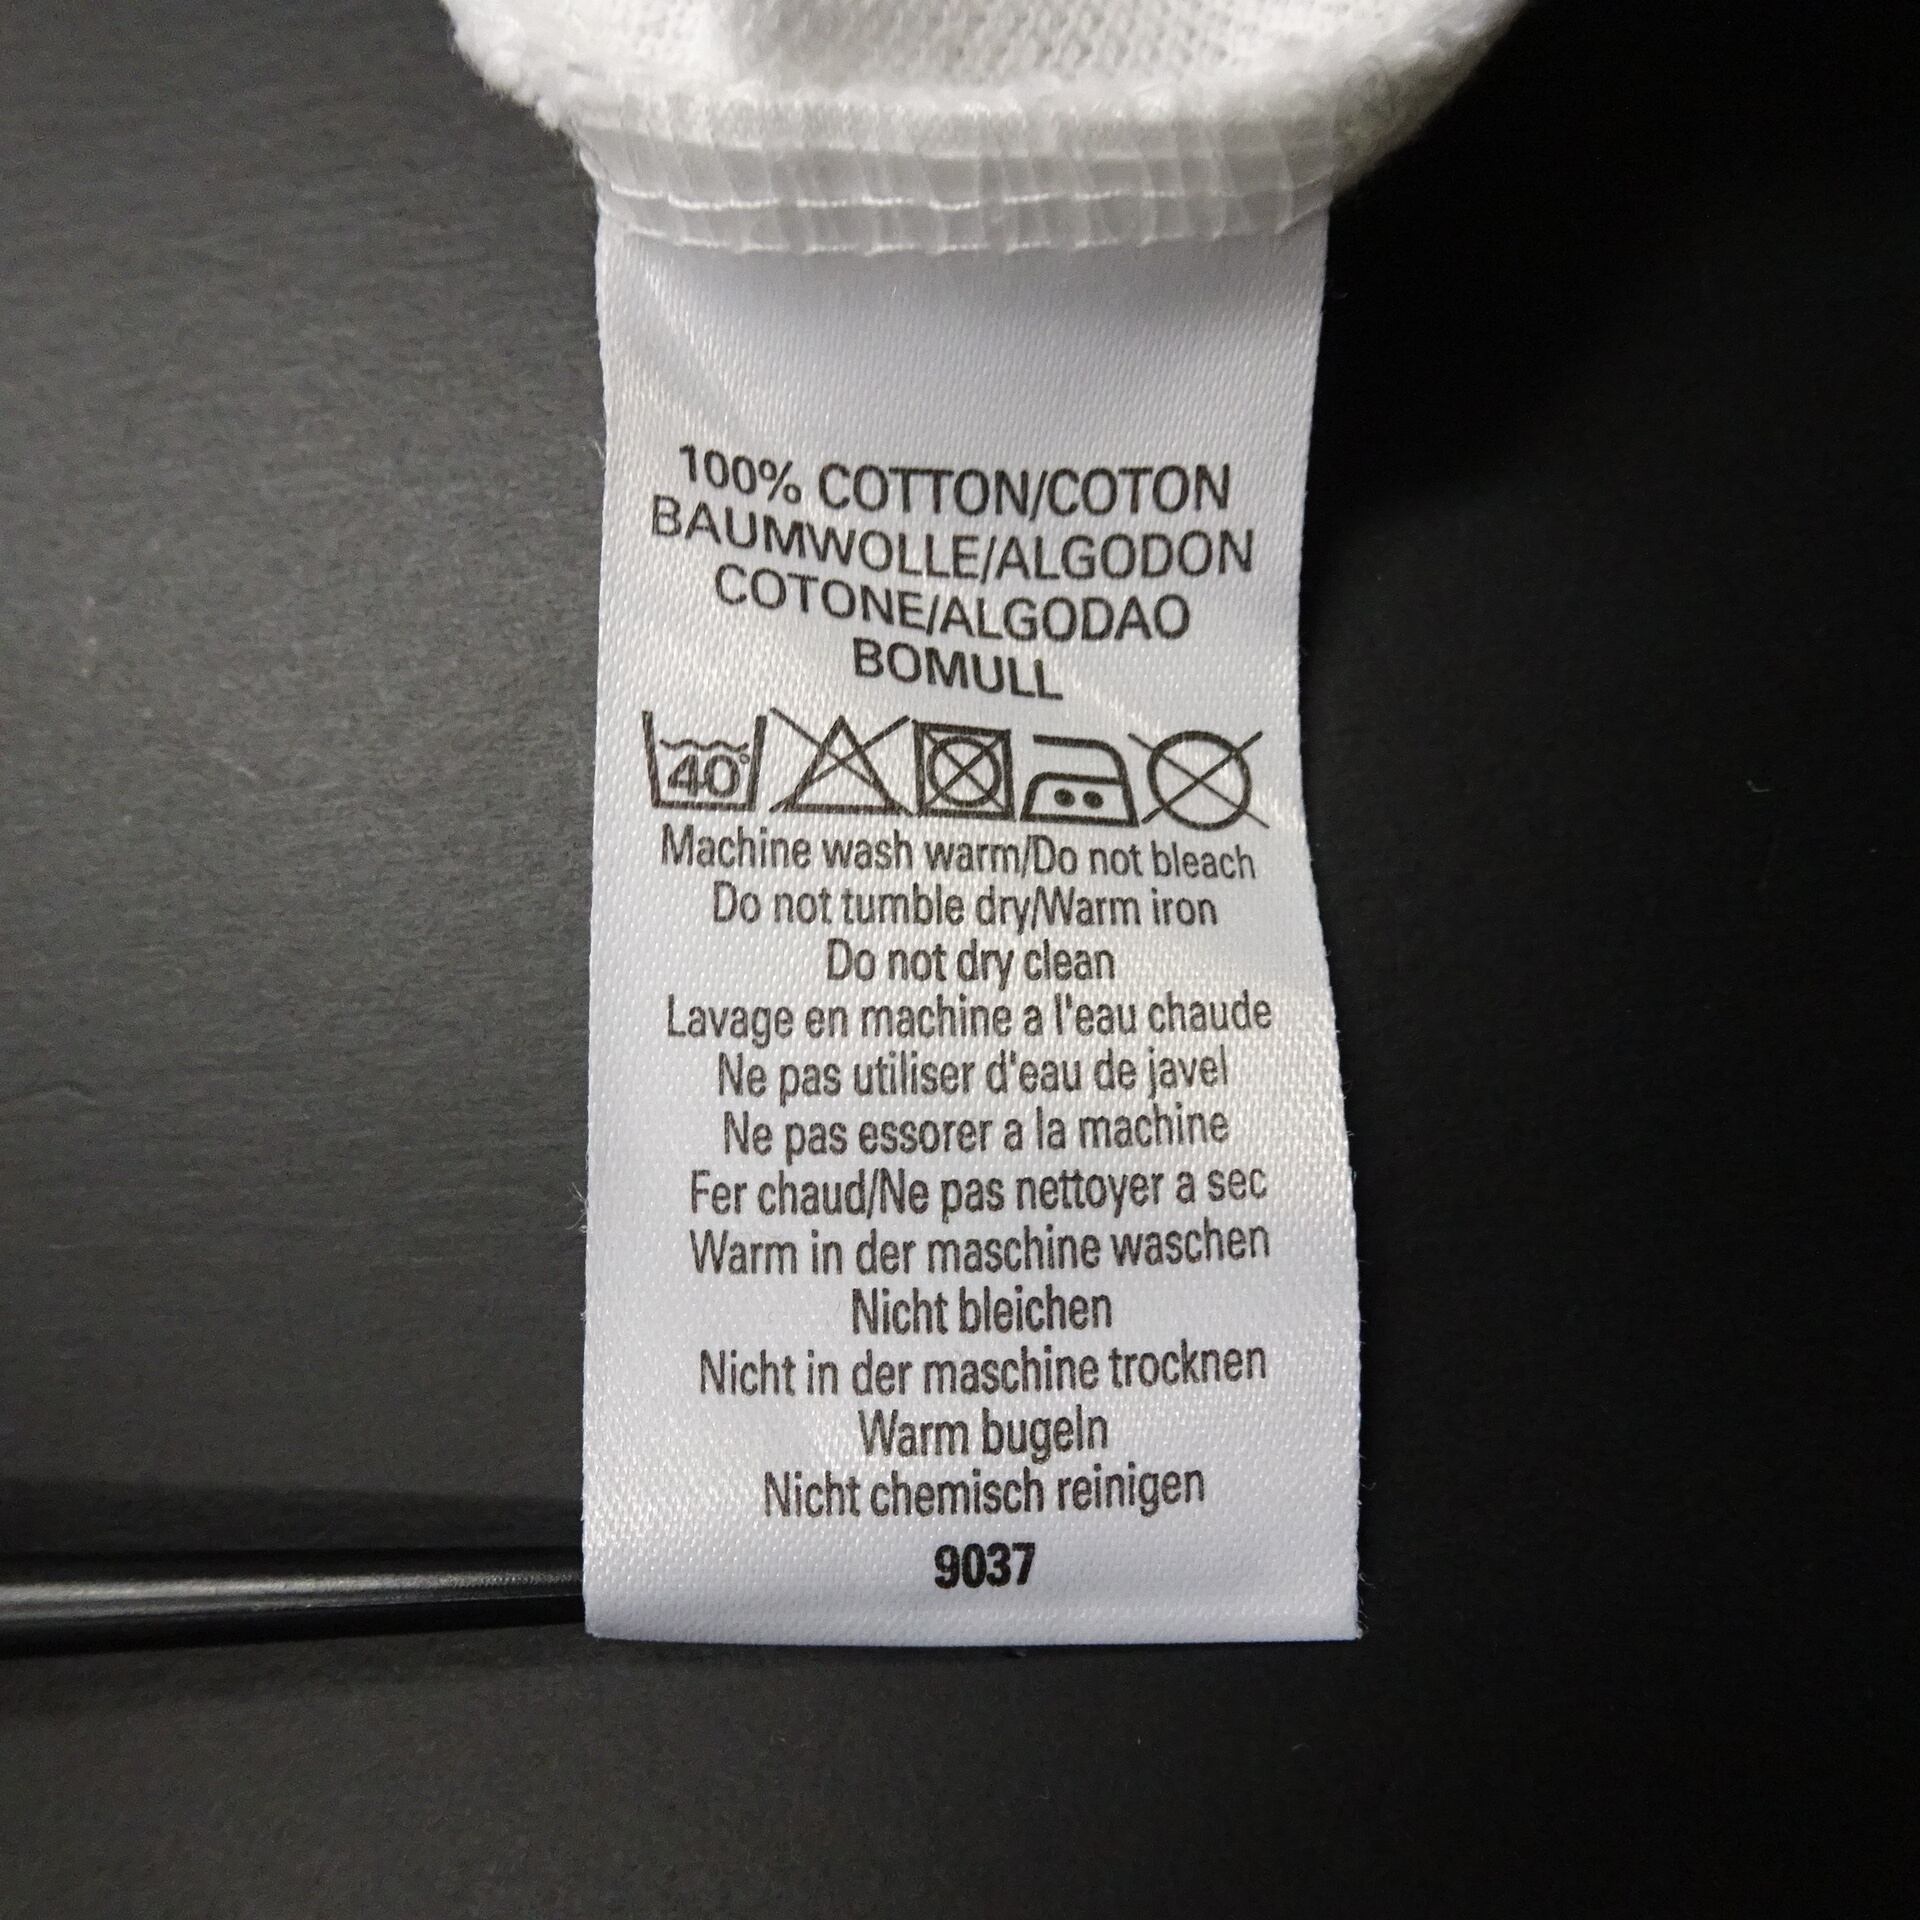 100% COTTON/COTON
BAUMWOLLE/ALGODON
COTONE/ALGODAO
BOMULL
40°
Machine wash warm/Do not bleach
Do not tumble dry/Warm iron
Do not dry clean
Lavage en machine a l'eau chaude
Ne pas utiliser d'eau de javel
Ne pas essorer a la machine
Fer chaud/Ne pas nettoyer a sec
Warm in der maschine waschen
Nicht bleichen
Nicht in der maschine trocknen
Warm bugeln
Nicht chemisch reinigen
9037